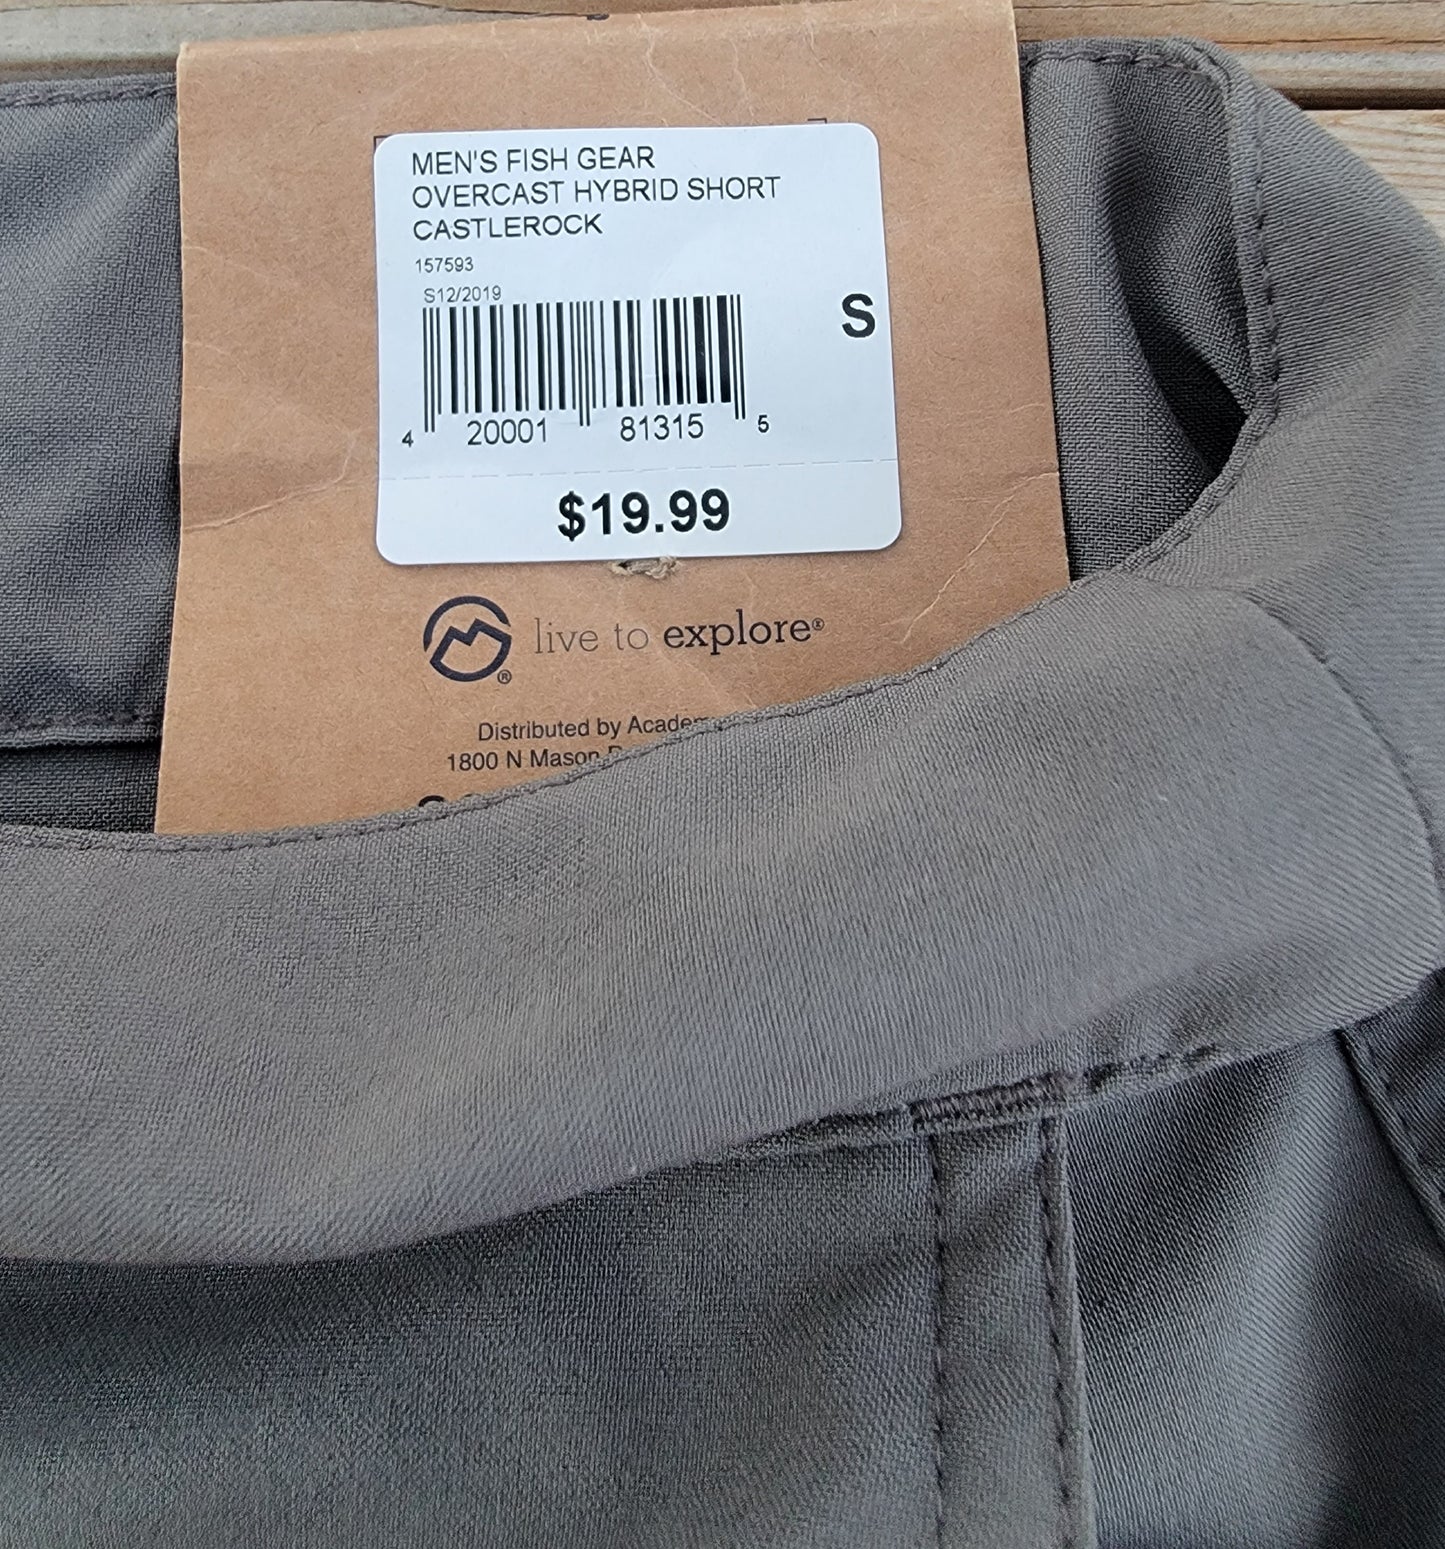 MEN'S FISH GEAR
OVERCAST HYBRID SHORT
CASTLEROCK
157593
S12/2019
S
4 20001 81315 5
$19.99
live to explore®
®
Distributed by
1800 N Mason